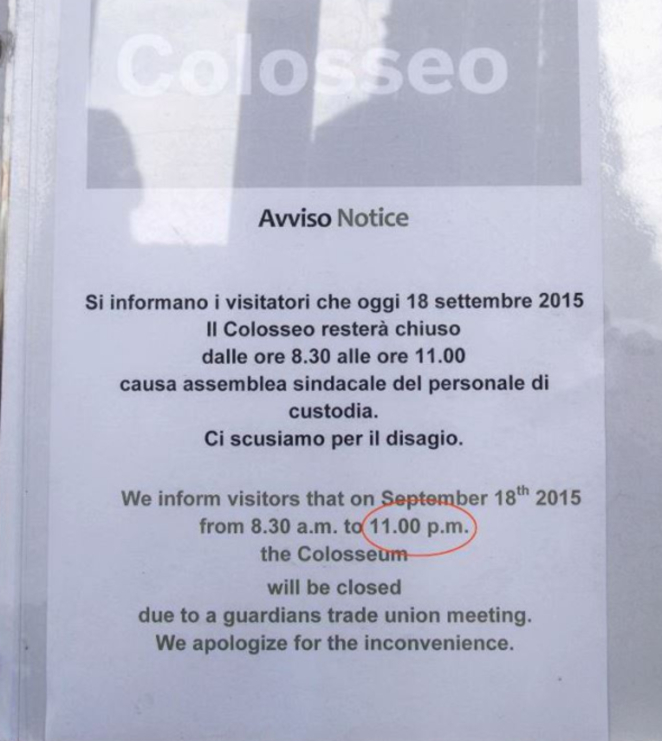 Colosseo
Avviso Notice
Si informano i visitatori che oggi 18 settembre 2015
Il Colosseo resterà chiuso
dalle ore 8.30 alle ore 11.00
causa assemblea sindacale del personale di
custodia.
Ci scusiamo per il disagio.
We inform visitors that on September 18th 2015
from 8.30 a.m. to 11.00 p.m.
the Colosseum
will be closed
due to a guardians trade union meeting.
We apologize for the inconvenience.